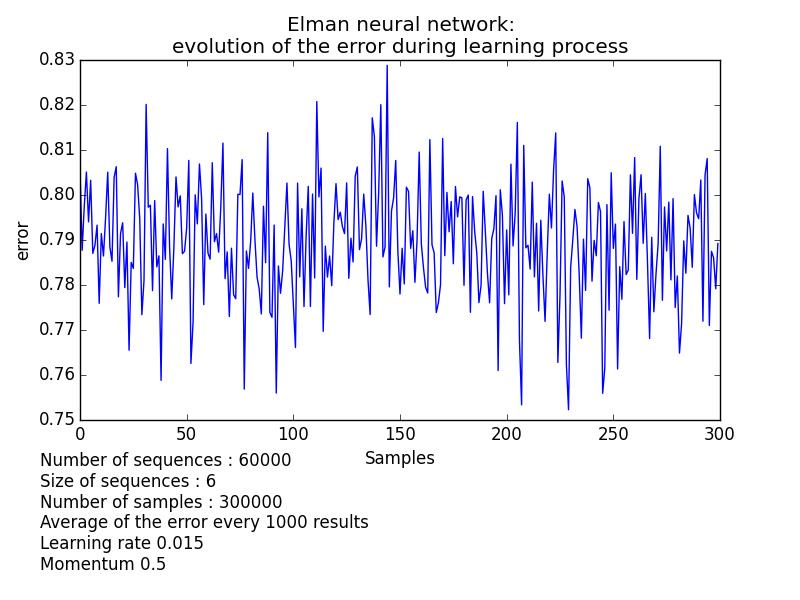 Elman neural network:
evolution of the error during learning process
0.83
0.82
0.81
0.80
0.79
0.78
0.77
0.76
0.75
error
0 50 100 150 200 250 300
Samples
Number of sequences : 60000
Size of sequences : 6
Number of samples : 300000
Average of the error every 1000 results
Learning rate 0.015
Momentum 0.5